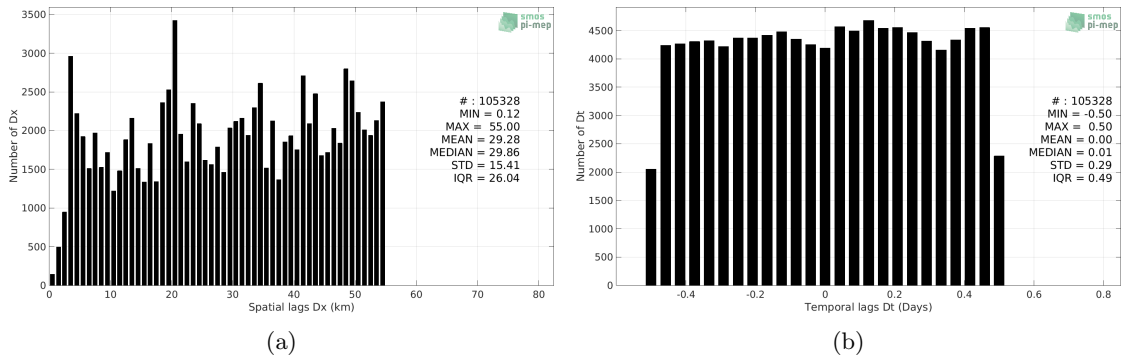 smos
pi-mep
3500
3000
2500
2000
1500
1000
500
0
Number of Dx
# : 105328
MIN = 0.12
MAX = 55.00
MEAN = 29.28
MEDIAN = 29.86
STD = 15.41
IQR = 26.04
0 10 20 30 40 50 60 70 80
Spatial lags Dx (km)
(a)
smos
pi-mep
4500
4000
3500
3000
2500
2000
1500
1000
500
0
Number of Dt
# : 105328
MIN = -0.50
MAX = 0.50
MEAN = 0.00
MEDIAN = 0.01
STD = 0.29
IQR = 0.49
-0.4 -0.2 0 0.2 0.4 0.6 0.8
Temporal lags Dt (Days)
(b)